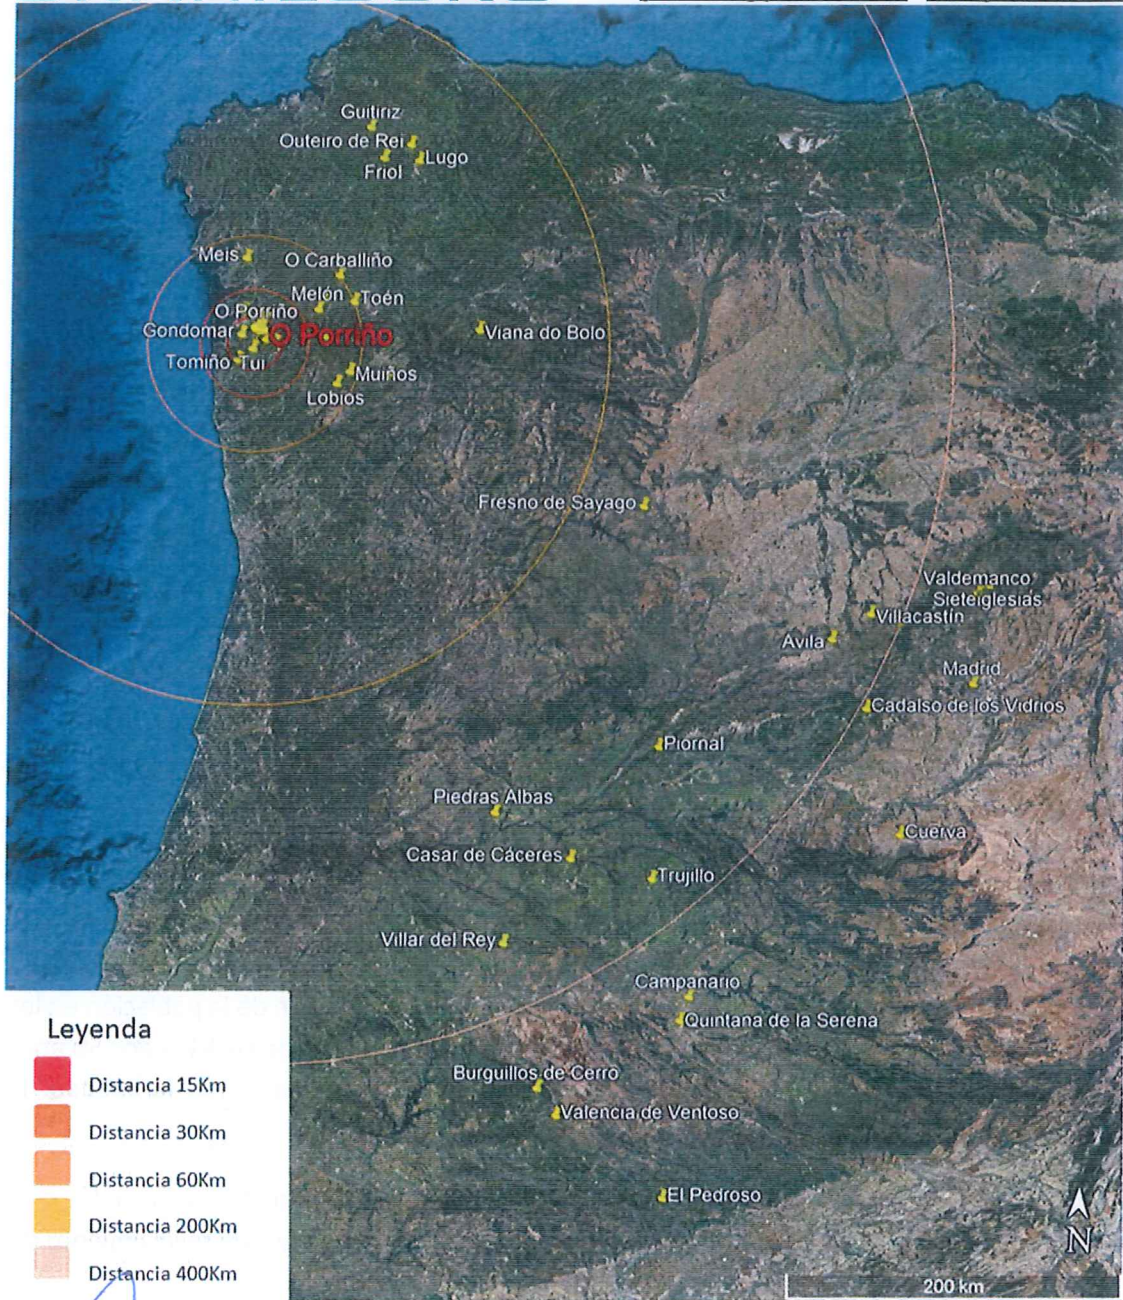 Guitiriz
Outeiro de Rei
Lugo
Friol
Meis
O Carballiño
Melón
Toén
O Porriño
Gondomar
O Porriño
Viana do Bolo
Tomiño
Tui
Muiños
Lobios
Fresno de Sayago
Valdemanco
Sieteiglesias
Villacastín
Avila
Madrid
Cadalso de los Vidrios
Piornal
Piedras Albas
Cuerva
Casar de Cáceres
Trujillo
Villar del Rey
Campanario
Quintana de la Serena
Burguillos de Cerro
Valencia de Ventoso
El Pedroso
Leyenda
Distancia 15Km
Distancia 30Km
Distancia 60Km
Distancia 200Km
Distancia 400Km
N
200 km